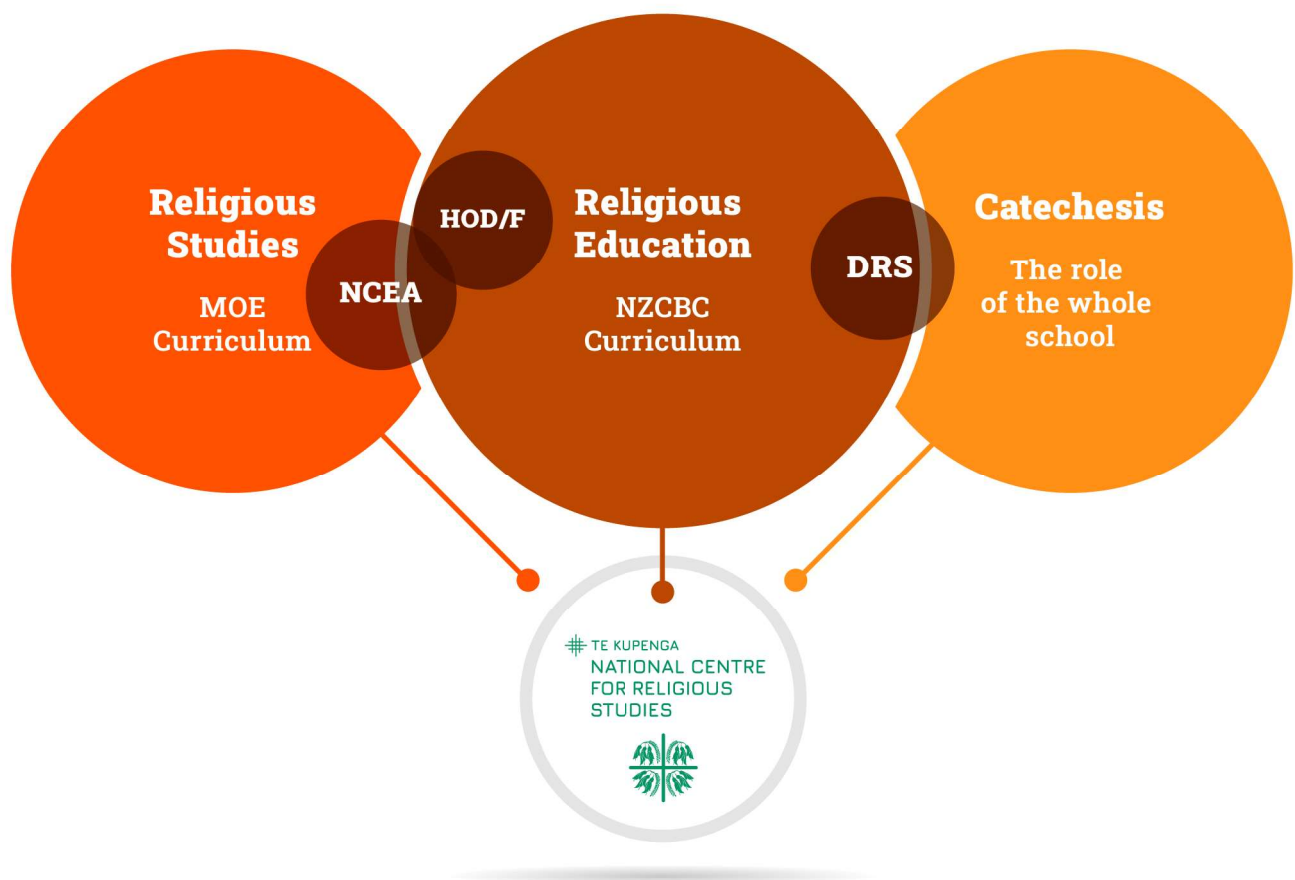 Religious
Studies
MOE
Curriculum
NCEA
HOD/F
Religious
Education
NZCBC
Curriculum
DRS
Catechesis
The role
of the whole
school
TE KUPENGA
NATIONAL CENTRE
FOR RELIGIOUS
STUDIES